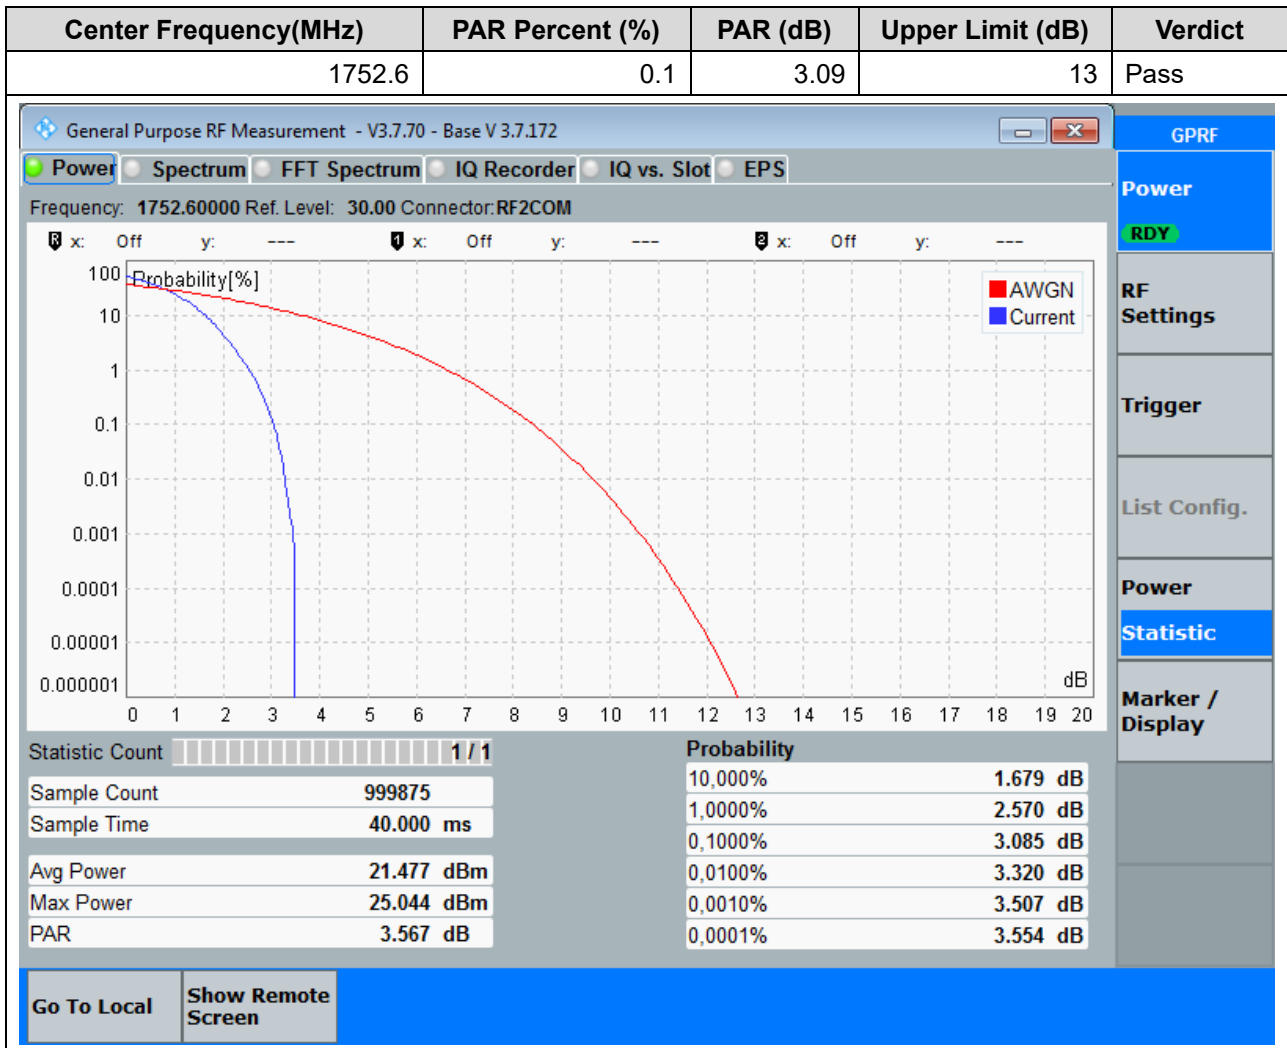 Center Frequency(MHz) PAR Percent (%) PAR (dB) Upper Limit (dB) Verdict
1752.6 0.1 3.09 13 Pass
General Purpose RF Measurement - V3.7.70 - Base V 3.7.172
GPRF
Power Spectrum FFT Spectrum IQ Recorder IQ vs. Slot EPS
Frequency: 1752.60000 Ref. Level: 30.00 Connector: RF2COM
R x: Off y: --- 1 x: Off y: --- 2 x: Off y: ---
Probability[%]
AWGN
Current
100
10
1
0.1
0.01
0.001
0.0001
0.00001
0.000001
dB
0 1 2 3 4 5 6 7 8 9 10 11 12 13 14 15 16 17 18 19 20
Statistic Count 1 / 1
Sample Count 999875
Sample Time 40.000 ms
Avg Power 21.477 dBm
Max Power 25.044 dBm
PAR 3.567 dB
Probability
10,000% 1.679 dB
1,0000% 2.570 dB
0,1000% 3.085 dB
0,0100% 3.320 dB
0,0010% 3.507 dB
0,0001% 3.554 dB
Power
RDY
RF
Settings
Trigger
List Config.
Power
Statistic
Marker /
Display
Go To Local
Show Remote
Screen